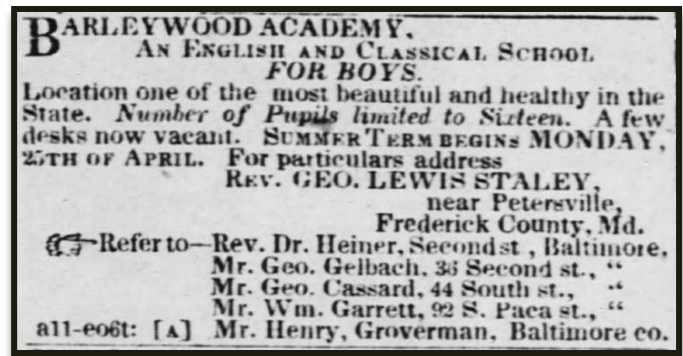 BARLEYWOOD ACADEMY.
AN ENGLISH AND CLASSICAL SCHOOL
FOR BOYS.
Location one of the most beautiful and healthy in the
State. Number of Pupils limited to Sixteen. A few
desks now vacant. SUMMER TERM BEGINS MONDAY,
25TH OF APRIL. For particulars address
REV. GEO. LEWIS STALEY,
near Petersville,
Frederick County, Md.
☞Refer to—Rev. Dr. Heiner, Second st, Baltimore,
Mr. Geo. Gelbach, 36 Second st., “
Mr. Geo. Cassard, 44 South st., “
Mr. Wm. Garrett, 92 S. Paca st., “
a11-eo6t: [A] Mr. Henry, Groverman, Baltimore co.